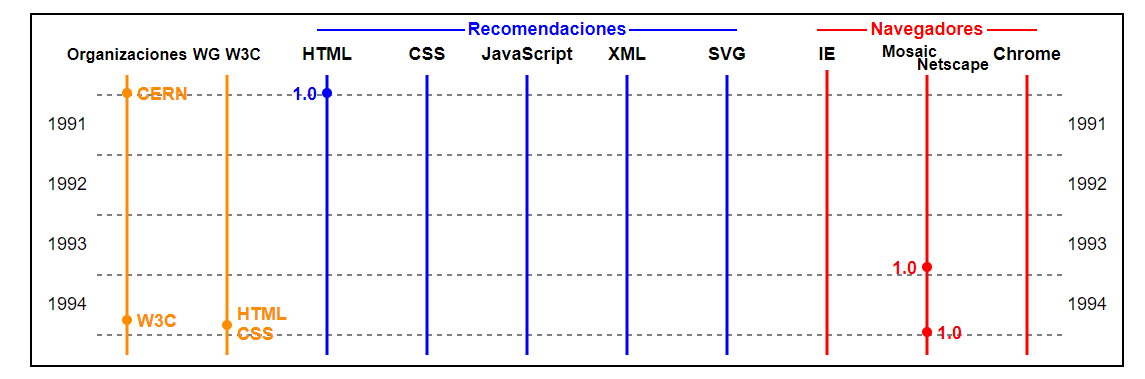 Recomendaciones Navegadores
Organizaciones WG W3C HTML CSS JavaScript XML SVG IE Mosaic Netscape Chrome
CERN 1.0
1991 1991
1992 1992
1993 1993
1.0
1994 1994
W3C HTML
CSS 1.0